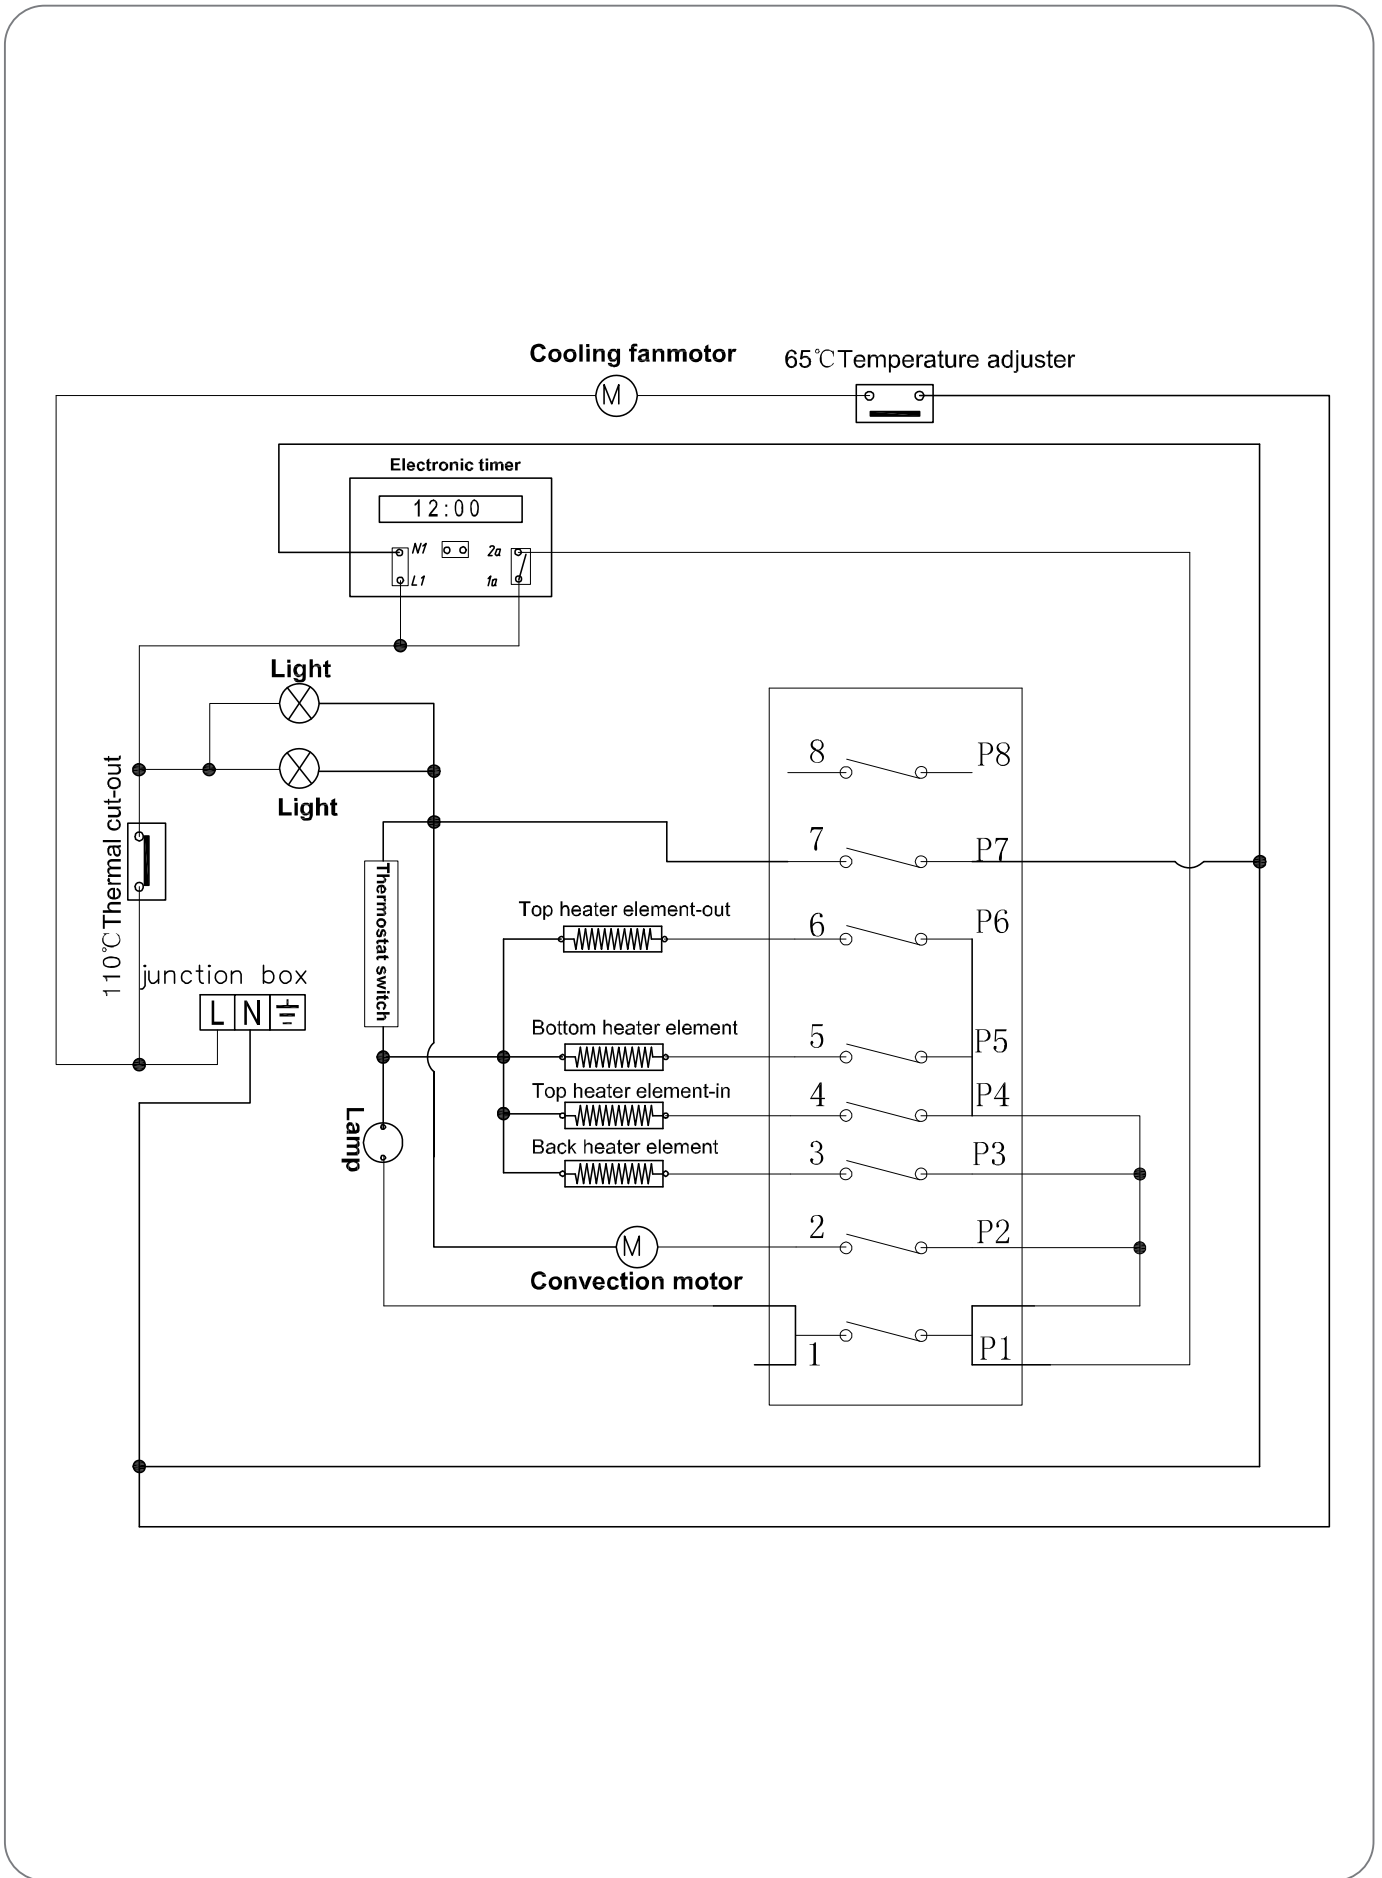 Cooling fanmotor
65℃Temperature adjuster
M
Electronic timer
12:00
N1
2a
L1
1a
Light
Light
110℃Thermal cut-out
junction box
L N
Thermostat switch
Lamp
Top heater element-out
Bottom heater element
Top heater element-in
Back heater element
M
Convection motor
8 P8
7 P7
6 P6
5 P5
4 P4
3 P3
2 P2
1 P1